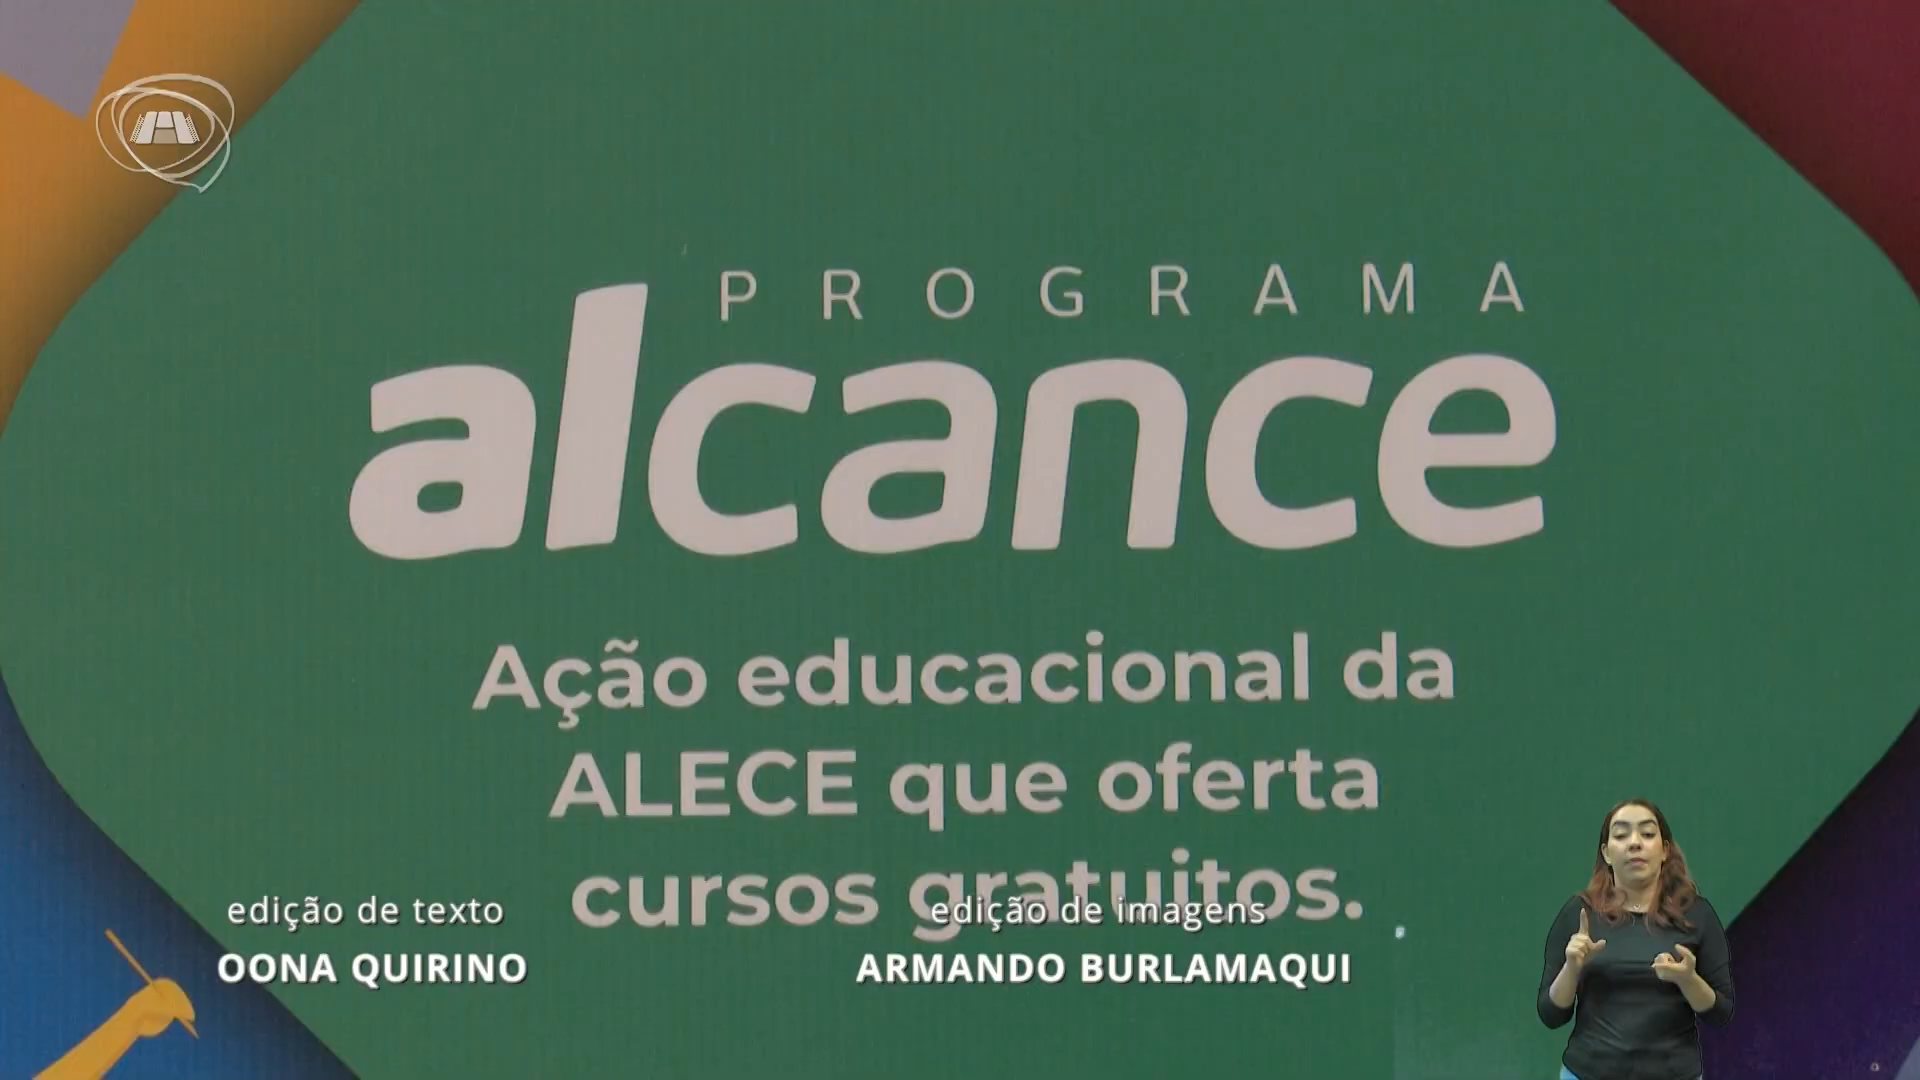 PROGRAMA
alcance
Ação educacional da
ALECE que oferta
cursos gratuitos.
edição de texto
OONA QUIRINO
edição de imagens
ARMANDO BURLAMAQUI